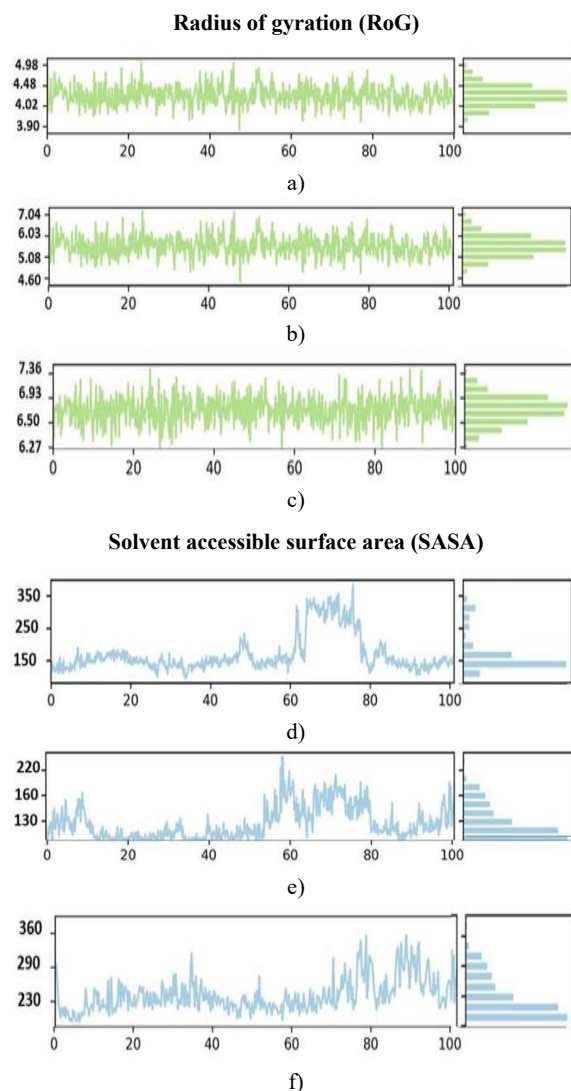 Radius of gyration (RoG)
4.98
4.48
4.02
3.90
0 20 40 60 80 100
a)
7.04
6.03
5.08
4.60
0 20 40 60 80 100
b)
7.36
6.93
6.50
6.27
0 20 40 60 80 100
c)
Solvent accessible surface area (SASA)
350
250
150
0 20 40 60 80 100
d)
220
160
130
0 20 40 60 80 100
e)
360
290
230
0 20 40 60 80 100
f)